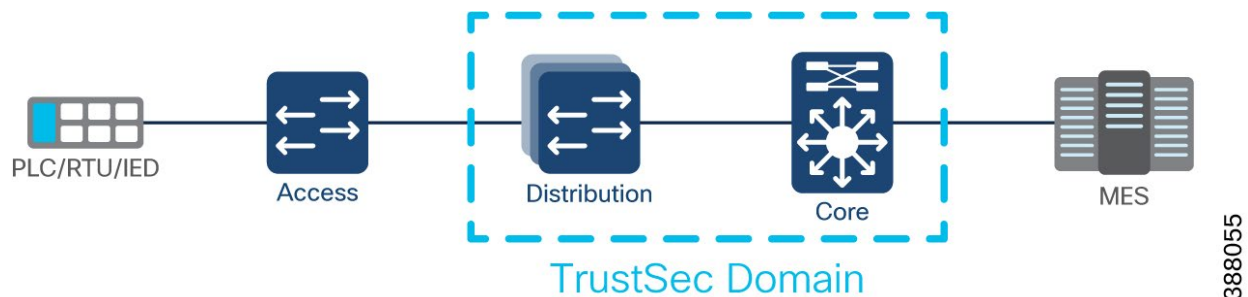 PLC/RTU/IED
Access
Distribution
Core
MES
TrustSec Domain
388055